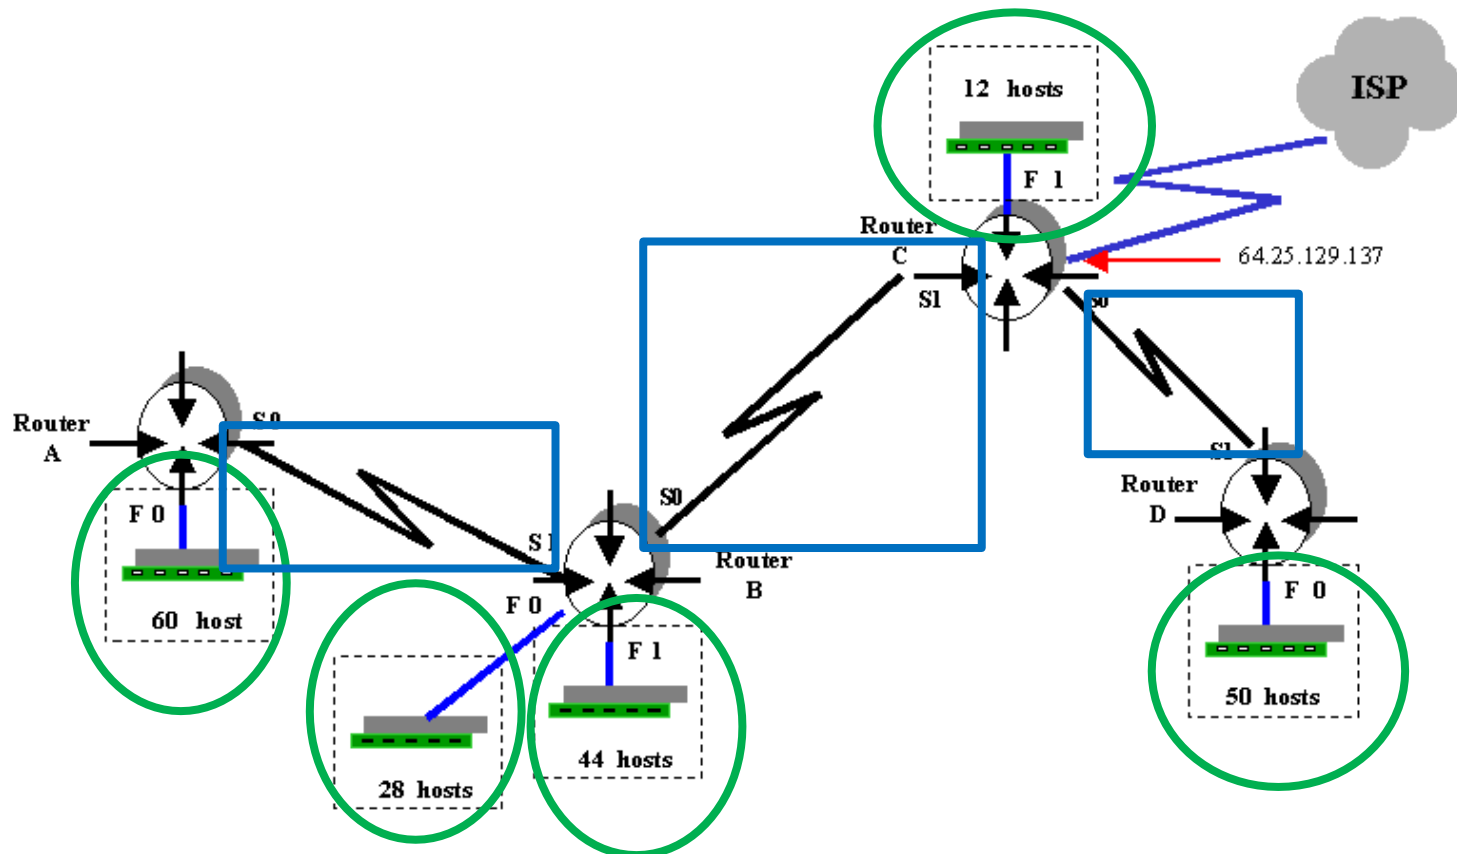 12 hosts
ISP
F 1
Router
C
64.25.129.137
S1
S0
Router
A
S0
F 0
60 host
S1
S0
Router
B
F 0
F 1
28 hosts
44 hosts
S1
Router
D
F 0
50 hosts